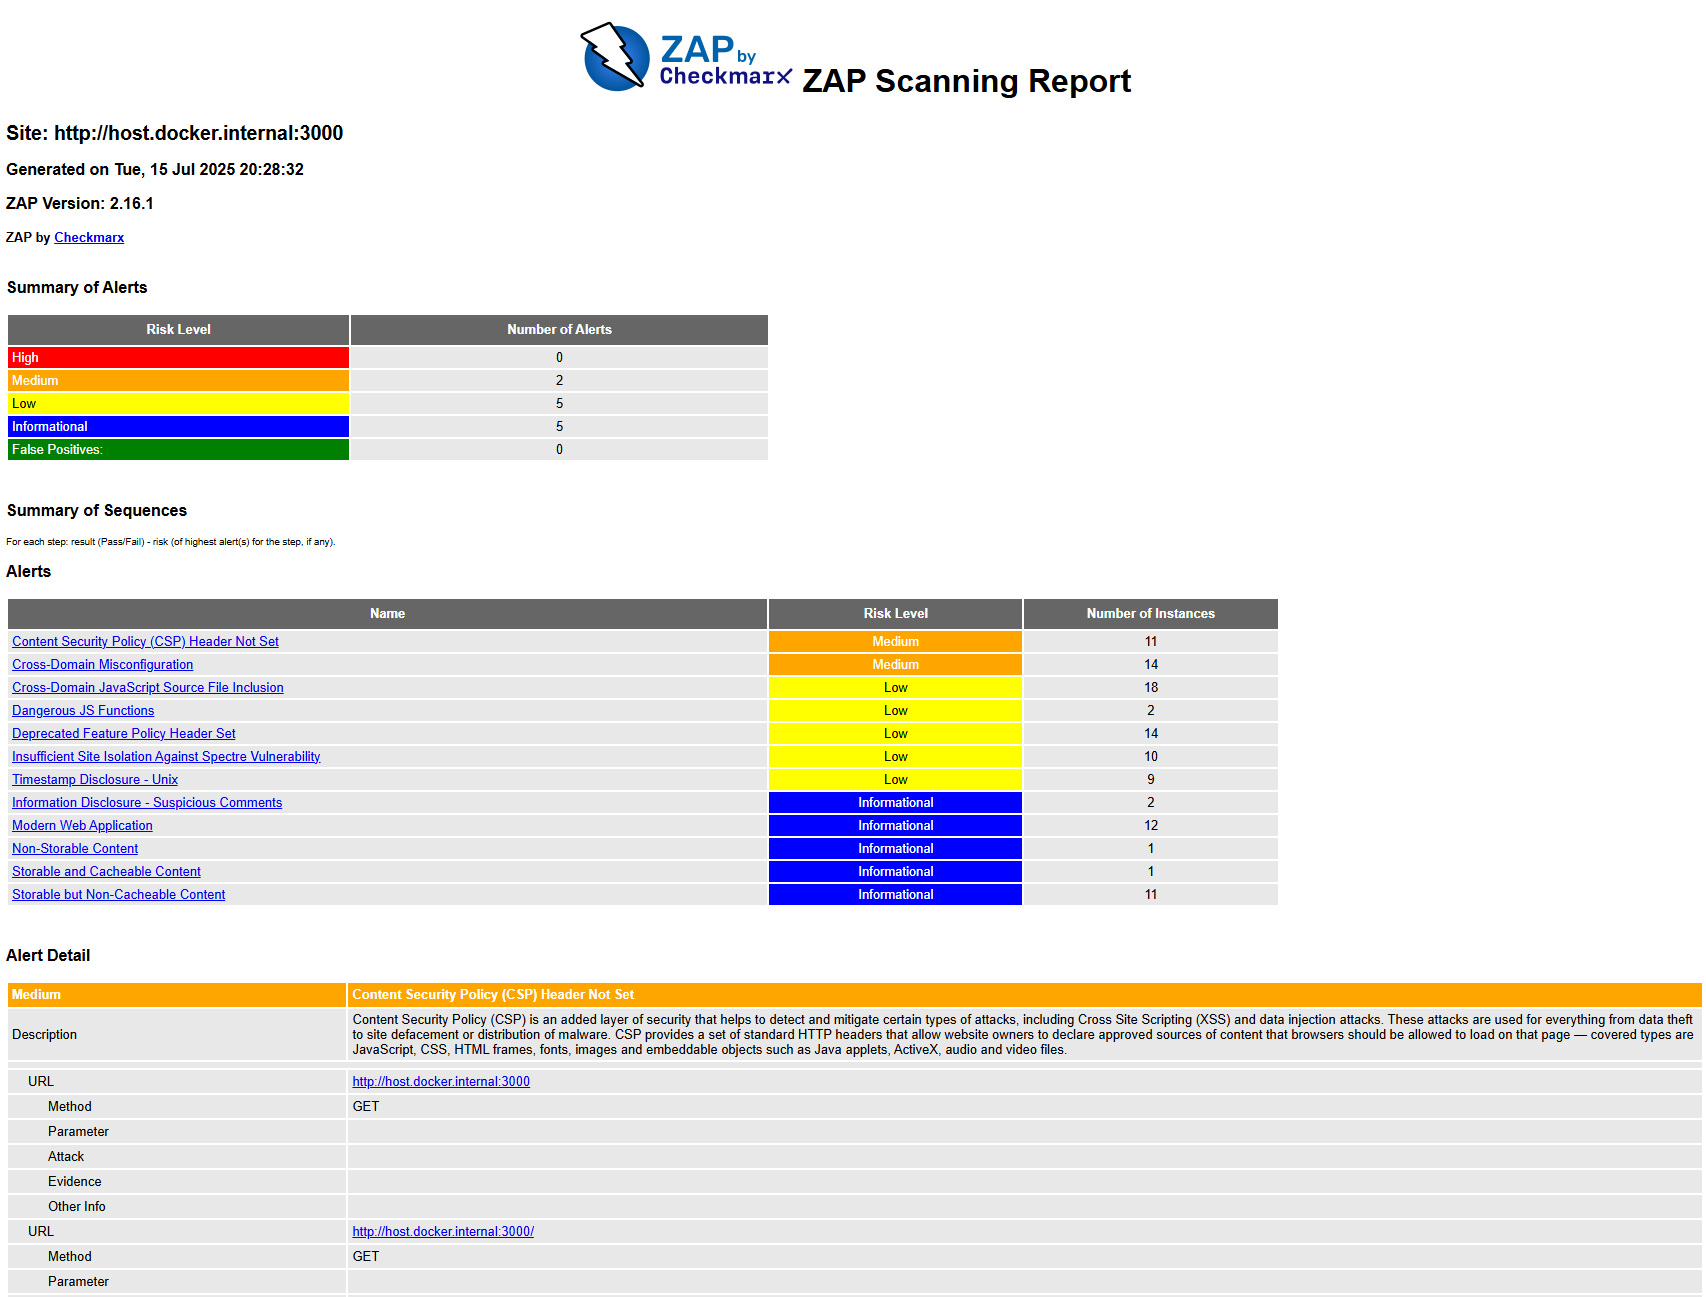 ZAP by
Checkmarx ZAP Scanning Report
Site: http://host.docker.internal:3000
Generated on Tue, 15 Jul 2025 20:28:32
ZAP Version: 2.16.1
ZAP by Checkmarx
Summary of Alerts
Risk Level Number of Alerts
High 0
Medium 2
Low 5
Informational 5
False Positives: 0
Summary of Sequences
For each step: result (Pass/Fail) - risk (of highest alert(s) for the step, if any).
Alerts
Name Risk Level Number of Instances
Content Security Policy (CSP) Header Not Set Medium 11
Cross-Domain Misconfiguration Medium 14
Cross-Domain JavaScript Source File Inclusion Low 18
Dangerous JS Functions Low 2
Deprecated Feature Policy Header Set Low 14
Insufficient Site Isolation Against Spectre Vulnerability Low 10
Timestamp Disclosure - Unix Low 9
Information Disclosure - Suspicious Comments Informational 2
Modern Web Application Informational 12
Non-Storable Content Informational 1
Storable and Cacheable Content Informational 1
Storable but Non-Cacheable Content Informational 11
Alert Detail
Medium Content Security Policy (CSP) Header Not Set
Description Content Security Policy (CSP) is an added layer of security that helps to detect and mitigate certain types of attacks, including Cross Site Scripting (XSS) and data injection attacks. These attacks are used for everything from data theft
to site defacement or distribution of malware. CSP provides a set of standard HTTP headers that allow website owners to declare approved sources of content that browsers should be allowed to load on that page — covered types are
JavaScript, CSS, HTML frames, fonts, images and embeddable objects such as Java applets, ActiveX, audio and video files.
URL http://host.docker.internal:3000
Method GET
Parameter
Attack
Evidence
Other Info
URL http://host.docker.internal:3000/
Method GET
Parameter